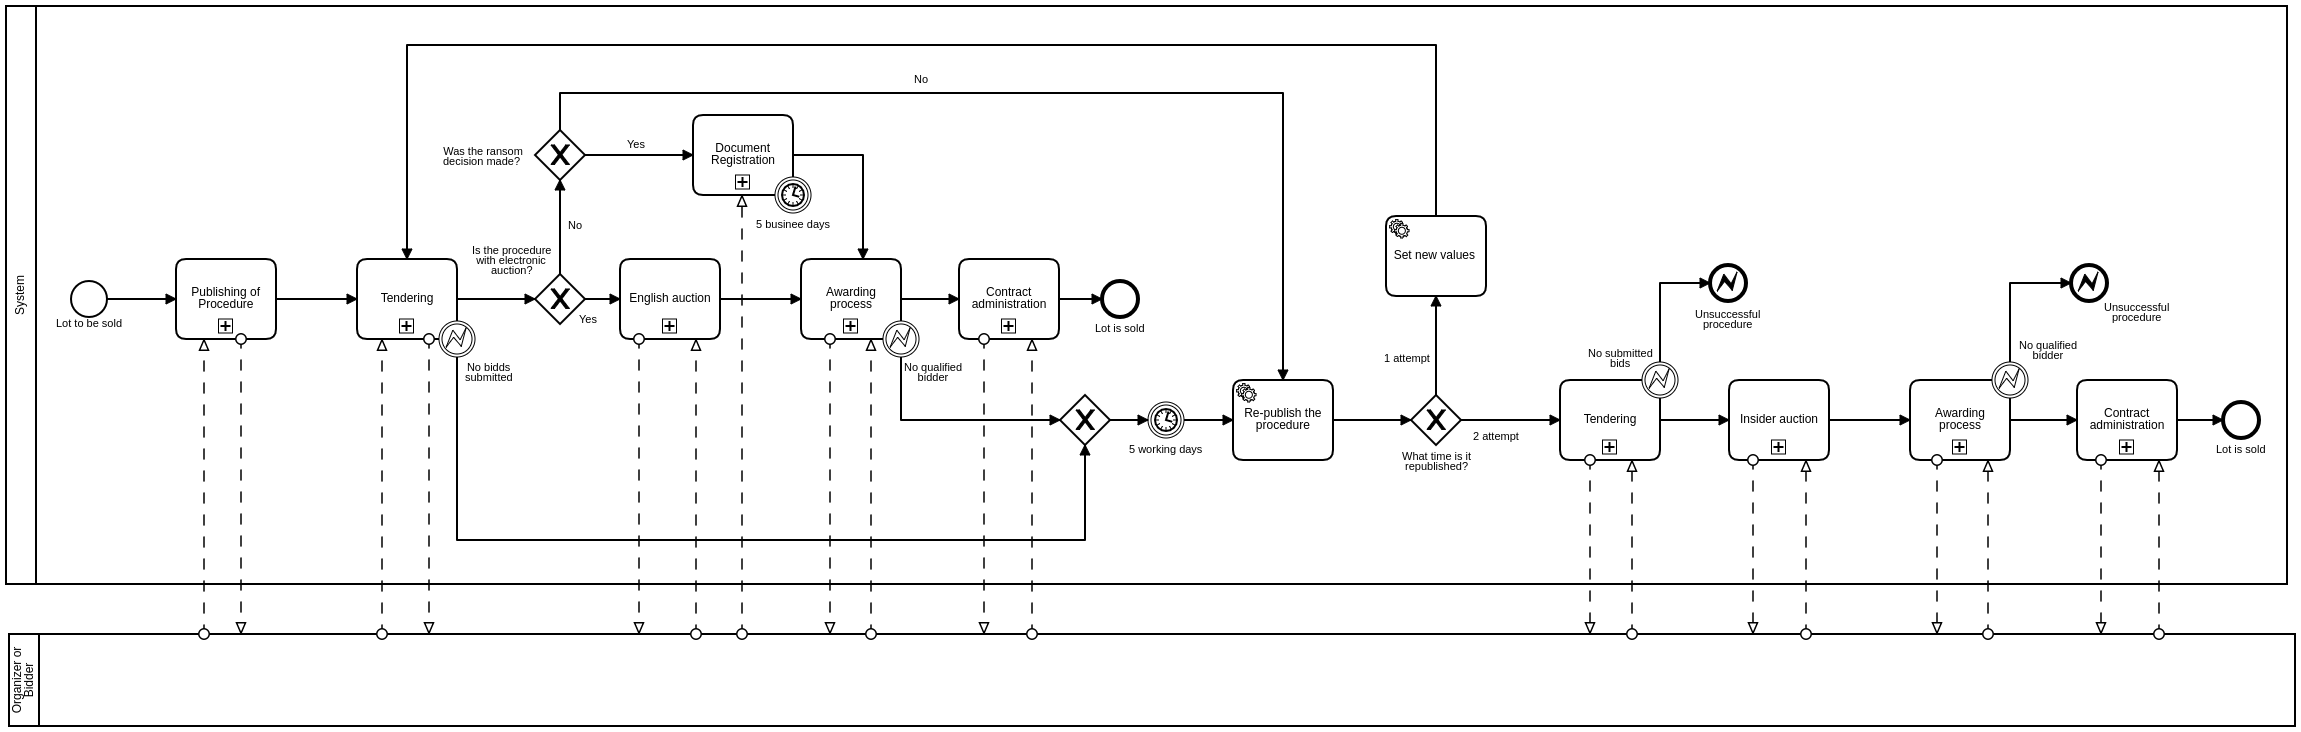 System
Lot to be sold
Publishing of
Procedure
Tendering
No bidds
submitted
Is the procedure
with electronic
auction?
No
Yes
Was the ransom
decision made?
Yes
No
Document
Registration
5 businee days
English auction
Awarding
process
No qualified
bidder
Contract
administration
Lot is sold
5 working days
Re-publish the
procedure
What time is it
republished?
1 attempt
Set new values
2 attempt
Tendering
No submitted
bids
Unsuccessful
procedure
Insider auction
Awarding
process
No qualified
bidder
Unsuccessful
procedure
Contract
administration
Lot is sold
Organizer or
Bidder